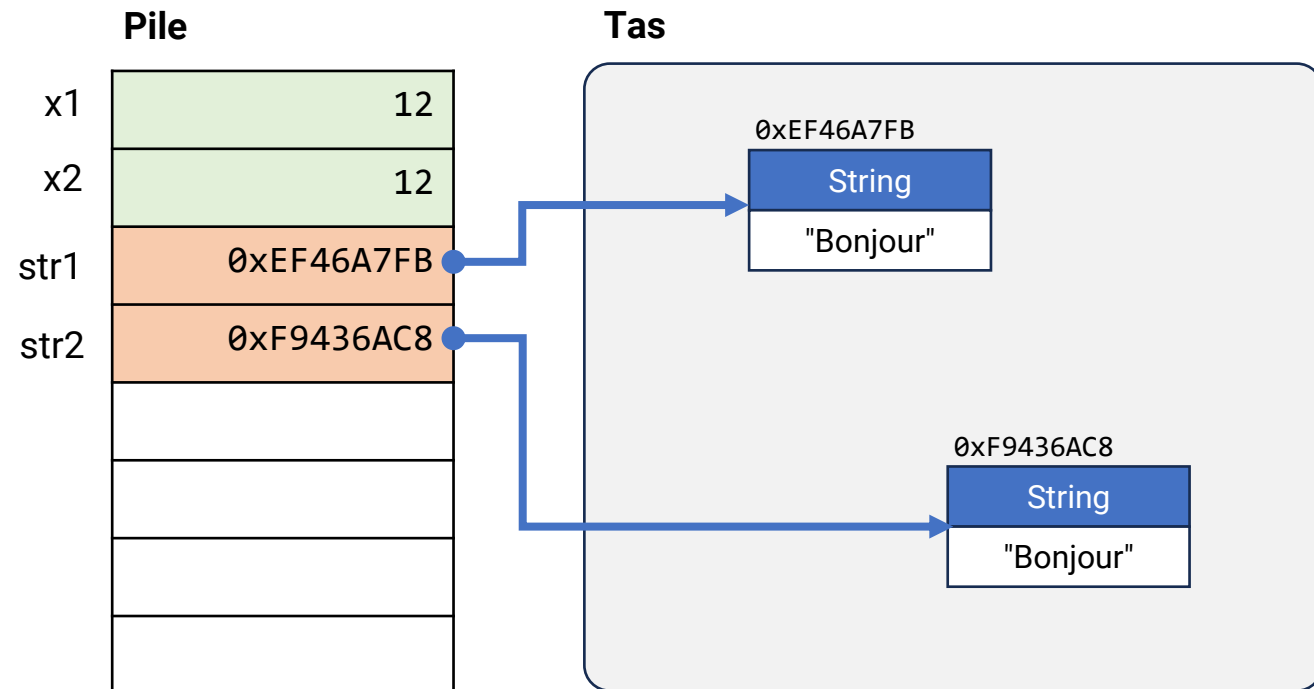 Pile
Tas
x1
12
x2
12
str1
0xEF46A7FB
str2
0xF9436AC8
0xEF46A7FB
String
"Bonjour"
0xF9436AC8
String
"Bonjour"